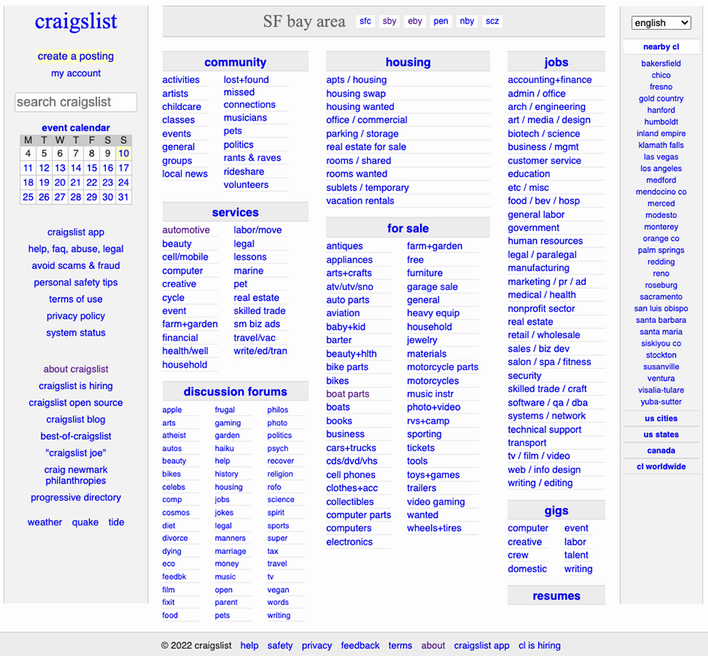 craigslist
create a posting
my account
search craigslist
event calendar
M T W T F S S
4 5 6 7 8 9 10
11 12 13 14 15 16 17
18 19 20 21 22 23 24
25 26 27 28 29 30 31
craigslist app
help, faq, abuse, legal
avoid scams & fraud
personal safety tips
terms of use
privacy policy
system status
about craigslist
craigslist is hiring
craigslist open source
craigslist blog
best-of-craigslist
"craigslist joe"
craig newmark
philanthropies
progressive directory
weather quake tide
SF bay area sfc sby eby pen nby scz
community
activities
artists
childcare
classes
events
general
groups
local news
lost+found
missed
connections
musicians
pets
politics
rants & raves
rideshare
volunteers
services
automotive
beauty
cell/mobile
computer
creative
cycle
event
farm+garden
financial
health/well
household
labor/move
legal
lessons
marine
pet
real estate
skilled trade
sm biz ads
travel/vac
write/ed/tran
discussion forums
apple
arts
atheist
autos
beauty
bikes
celebs
comp
cosmos
diet
divorce
dying
eco
feedbk
film
fixit
food
frugal
gaming
garden
haiku
help
history
housing
jobs
jokes
legal
manners
marriage
money
music
open
parent
pets
philos
photo
politics
psych
recover
religion
rofo
science
spirit
sports
super
tax
travel
tv
vegan
words
writing
housing
apts / housing
housing swap
housing wanted
office / commercial
parking / storage
real estate for sale
rooms / shared
rooms wanted
sublets / temporary
vacation rentals
for sale
antiques
appliances
arts+crafts
atv/utv/sno
auto parts
aviation
baby+kid
barter
beauty+hlth
bike parts
bikes
boat parts
boats
books
business
cars+trucks
cds/dvd/vhs
cell phones
clothes+acc
collectibles
computer parts
computers
electronics
farm+garden
free
furniture
garage sale
general
heavy equip
household
jewelry
materials
motorcycle parts
motorcycles
music instr
photo+video
rvs+camp
sporting
tickets
tools
toys+games
trailers
video gaming
wanted
wheels+tires
jobs
accounting+finance
admin / office
arch / engineering
art / media / design
biotech / science
business / mgmt
customer service
education
etc / misc
food / bev / hosp
general labor
government
human resources
legal / paralegal
manufacturing
marketing / pr / ad
medical / health
nonprofit sector
real estate
retail / wholesale
sales / biz dev
salon / spa / fitness
security
skilled trade / craft
software / qa / dba
systems / network
technical support
transport
tv / film / video
web / info design
writing / editing
gigs
computer
creative
crew
domestic
event
labor
talent
writing
resumes
english
nearby cl
bakersfield
chico
fresno
gold country
hanford
humboldt
inland empire
klamath falls
las vegas
los angeles
medford
mendocino co
merced
modesto
monterey
orange co
palm springs
redding
reno
roseburg
sacramento
san luis obispo
santa barbara
santa maria
siskiyou co
stockton
susanville
ventura
visalia-tulare
yuba-sutter
us cities
us states
canada
cl worldwide
© 2022 craigslist help safety privacy feedback terms about craigslist app cl is hiring